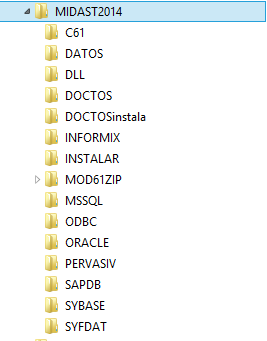 MIDAST2014
C61
DATOS
DLL
DOCTOS
DOCTOSinstala
INFORMIX
INSTALAR
MOD61ZIP
MSSQL
ODBC
ORACLE
PERVASIV
SAPDB
SYBASE
SYFDAT